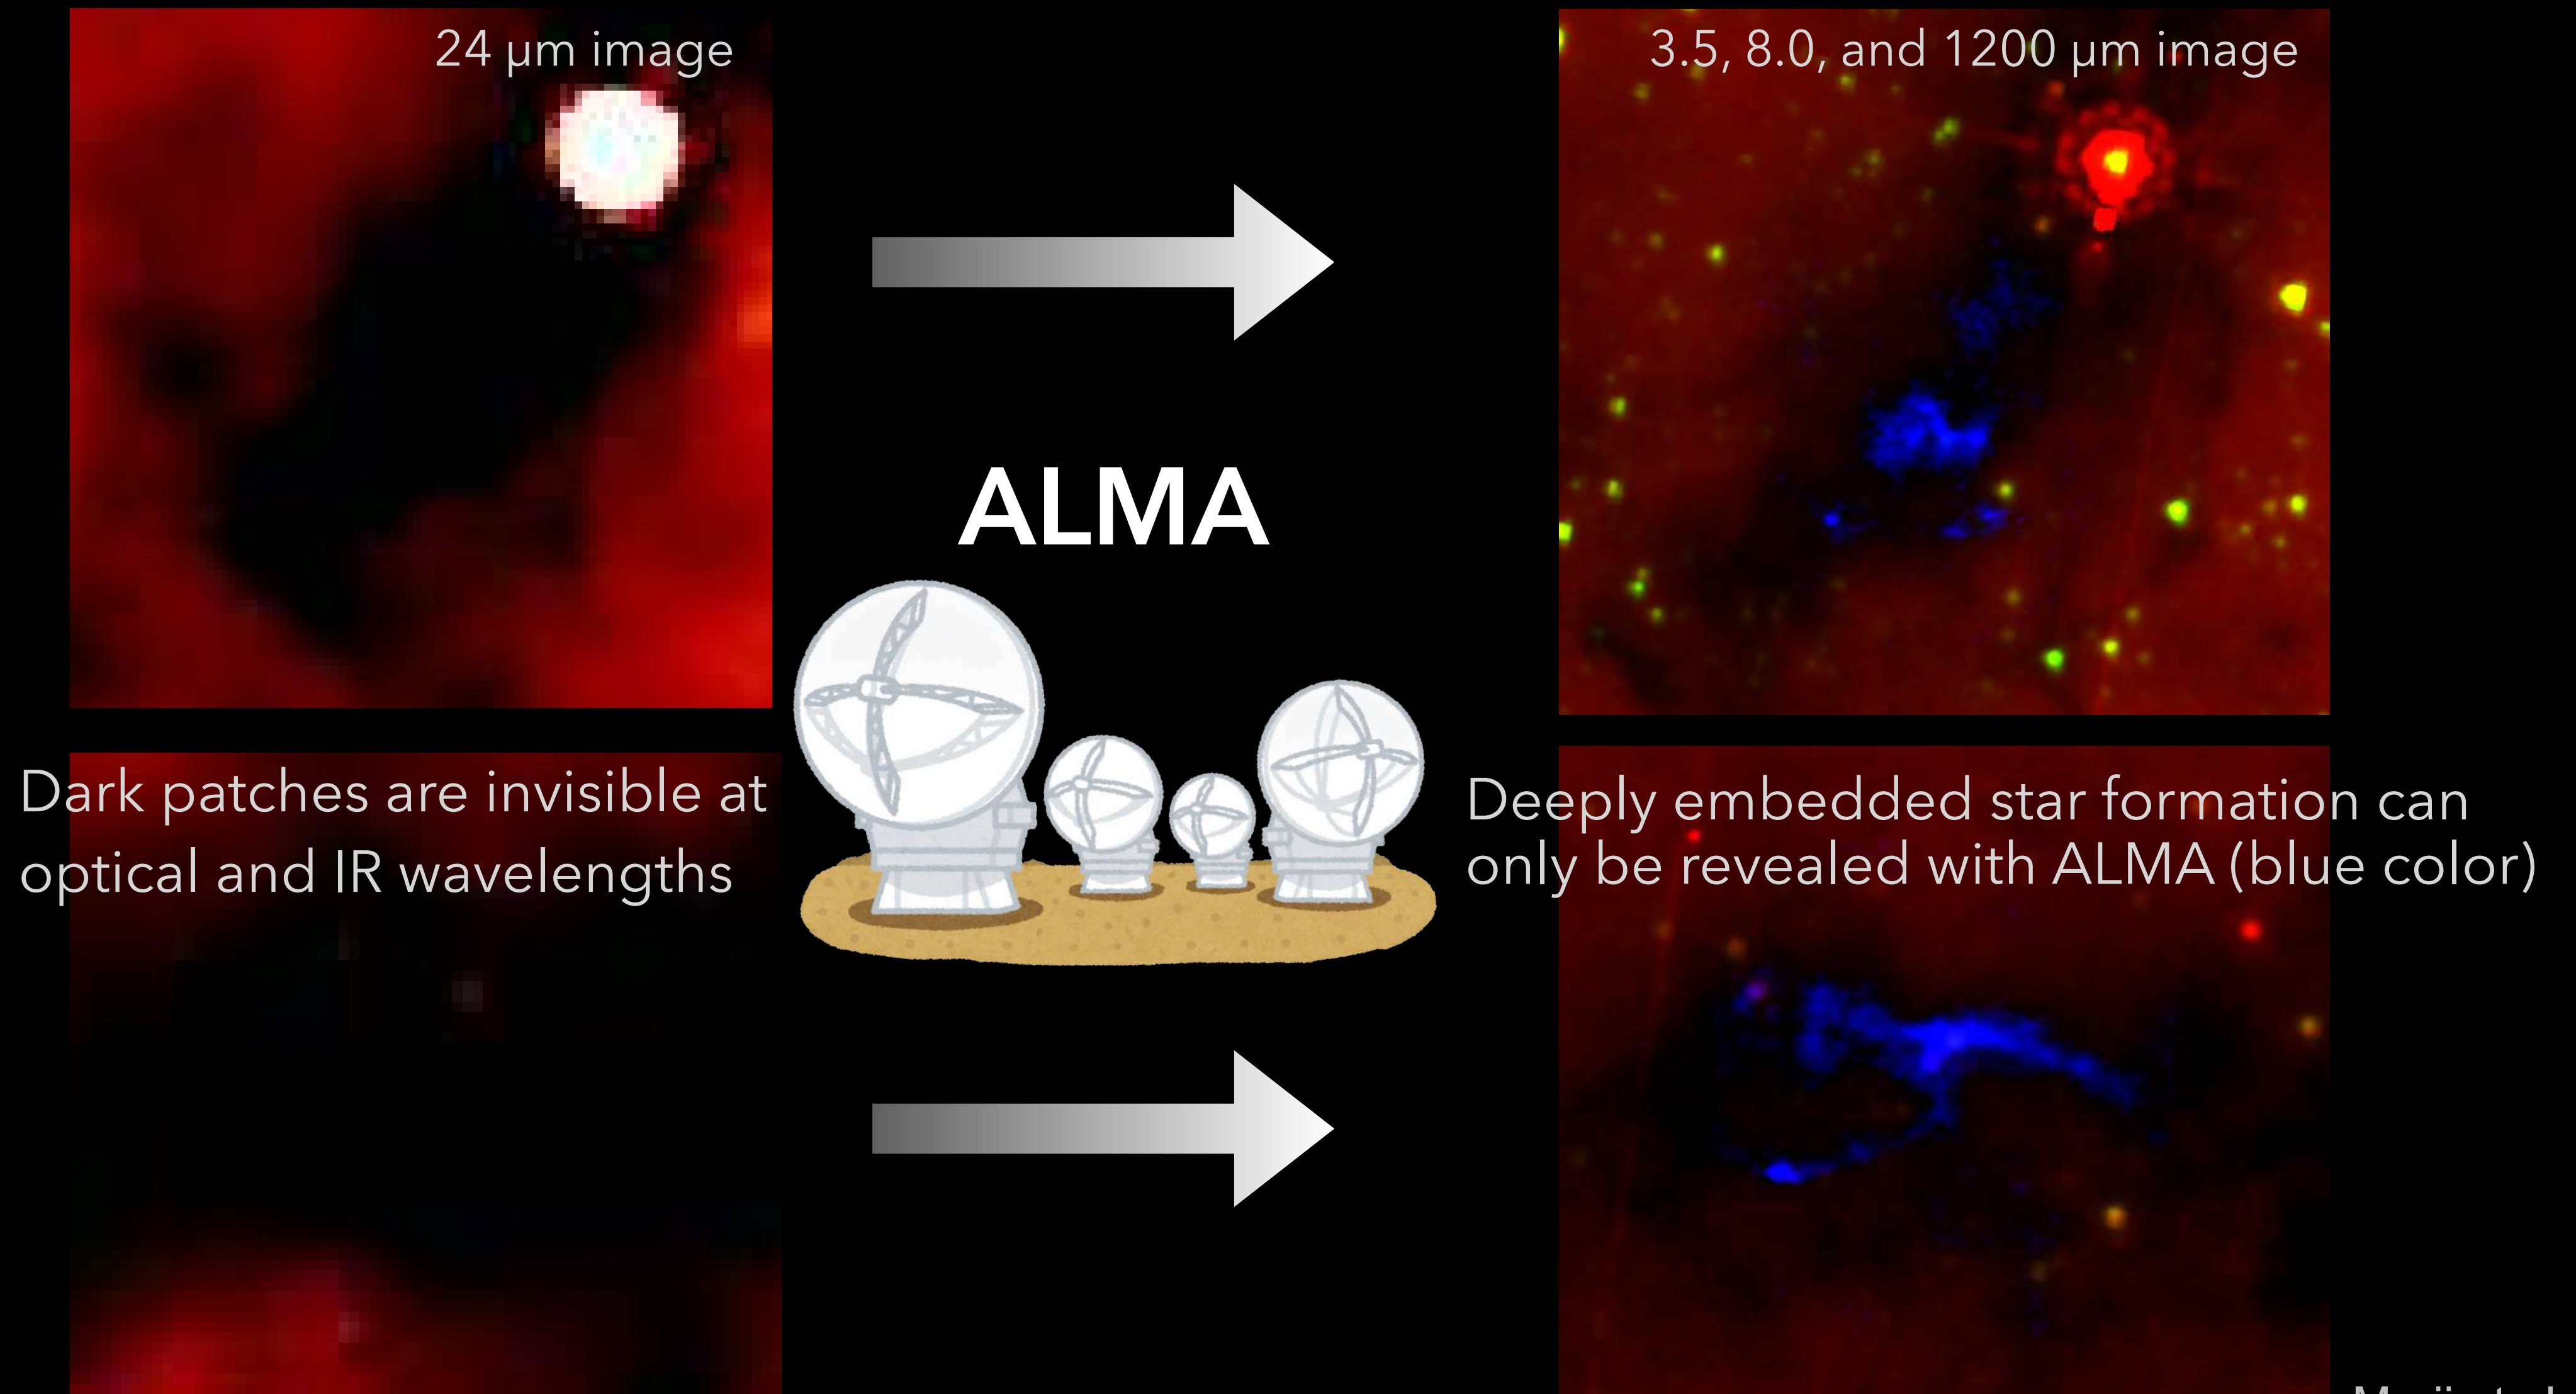 24 μm image
3.5, 8.0, and 1200 μm image
ALMA
Dark patches are invisible at
optical and IR wavelengths
Deeply embedded star formation can
only be revealed with ALMA (blue color)